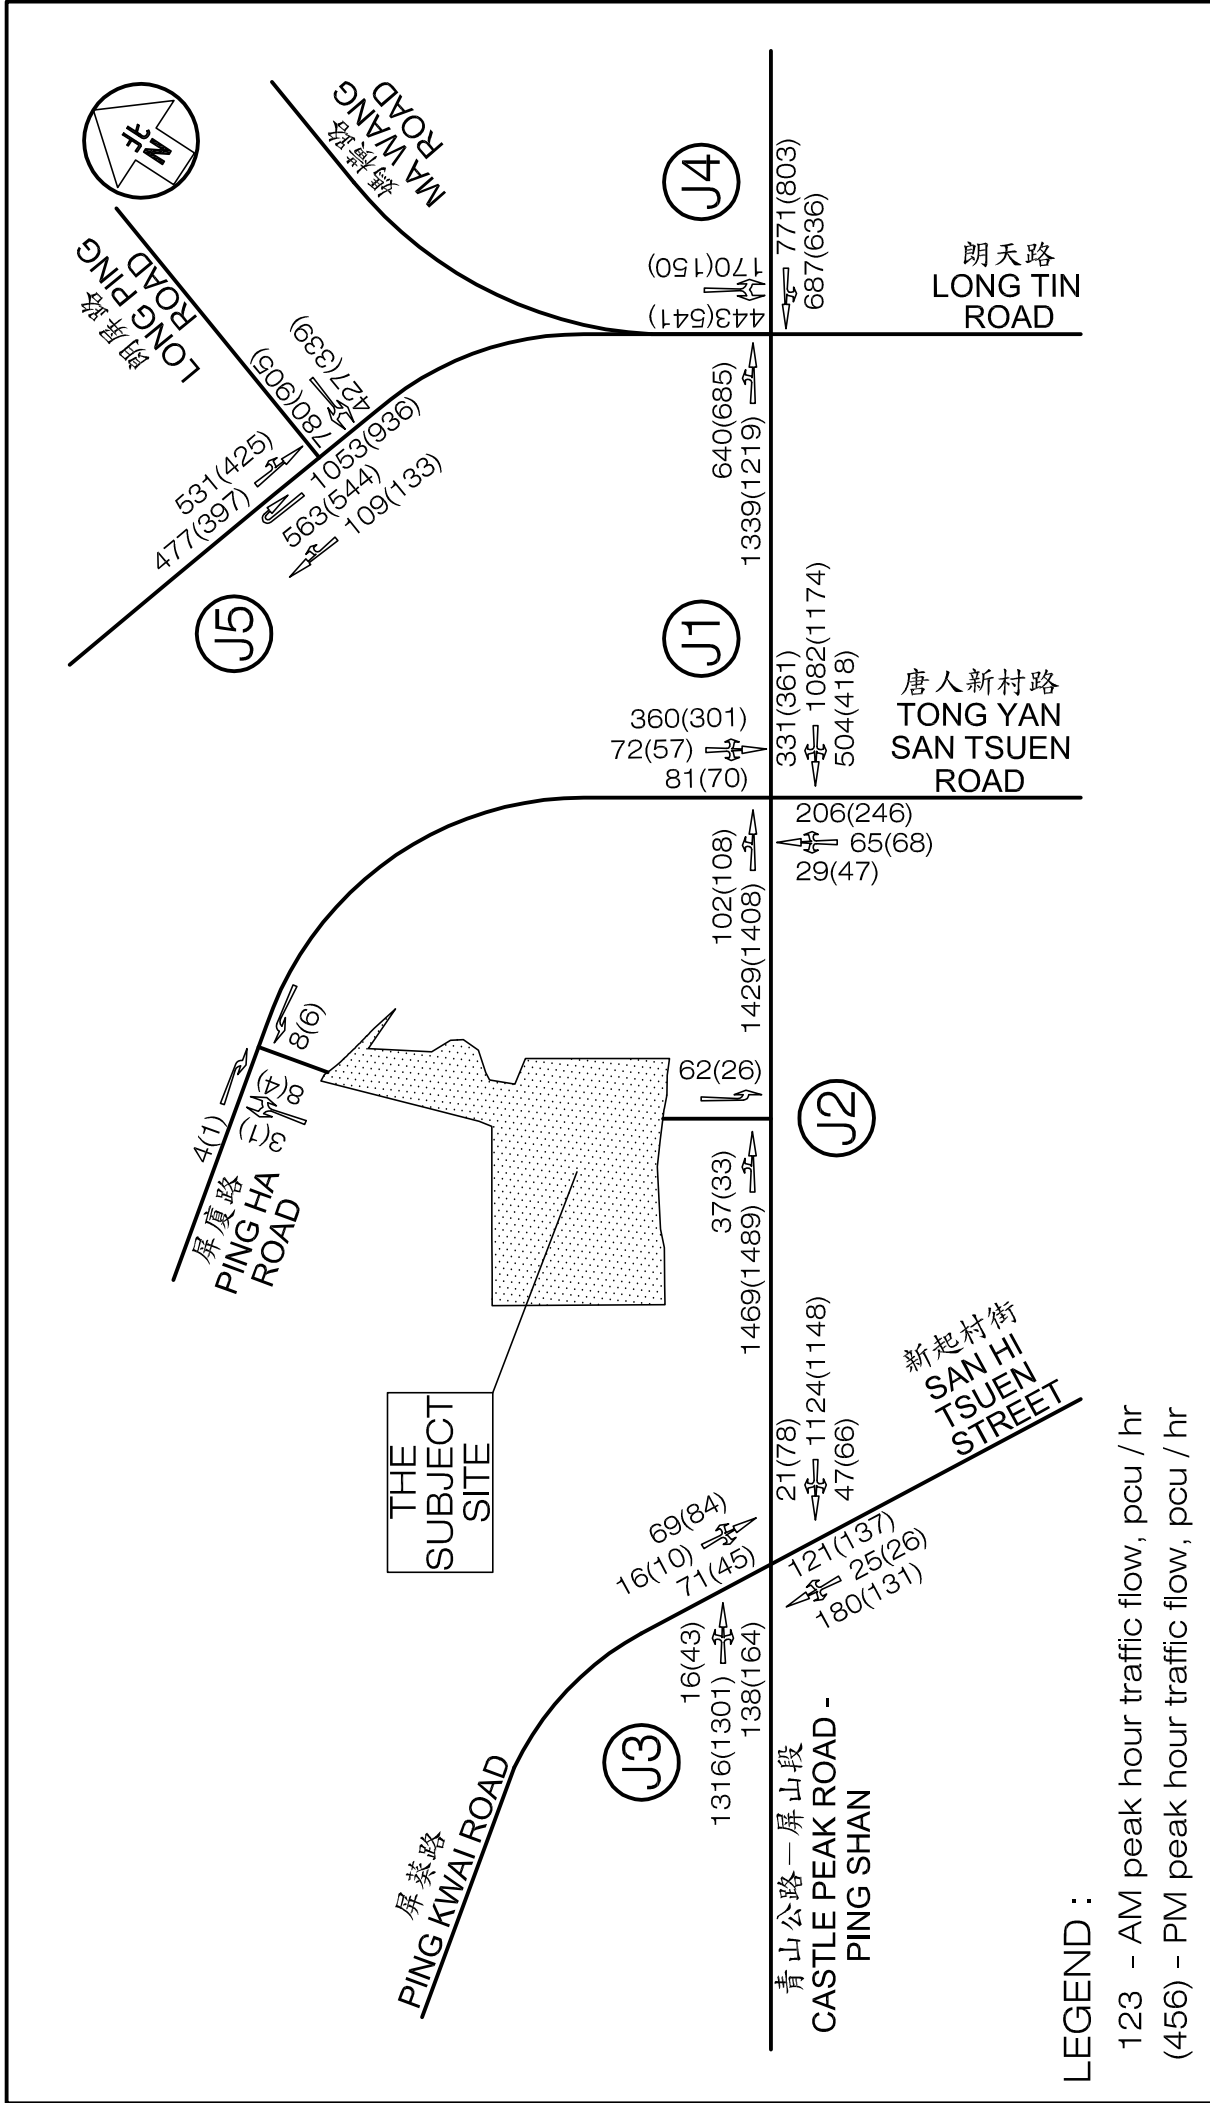 北
N
媽橫路
MA WANG
ROAD
朗屏路
LONG PING
ROAD
780(905)
427(339)
531(425)
477(397)
1053(936)
563(544)
109(133)
J5
J4
170(150)
443(541)
771(803)
687(636)
朗天路
LONG TIN
ROAD
640(685)
1339(1219)
J1
360(301)
72(57)
81(70)
331(361)
1082(1174)
504(418)
唐人新村路
TONG YAN
SAN TSUEN
ROAD
206(246)
65(68)
29(47)
102(108)
1429(1408)
8(6)
4(1)
8(4)
3(1)
屏廈路
PING HA
ROAD
62(26)
J2
37(33)
1469(1489)
THE
SUBJECT
SITE
21(78)
1124(1148)
47(66)
新起村街
SAN HI
TSUEN
STREET
69(84)
16(10)
71(45)
121(137)
25(26)
180(131)
16(43)
1316(1301)
138(164)
J3
屏葵路
PING KWAI ROAD
青山公路－屏山段
CASTLE PEAK ROAD -
PING SHAN
LEGEND :
123 - AM peak hour traffic flow, pcu / hr
(456) - PM peak hour traffic flow, pcu / hr